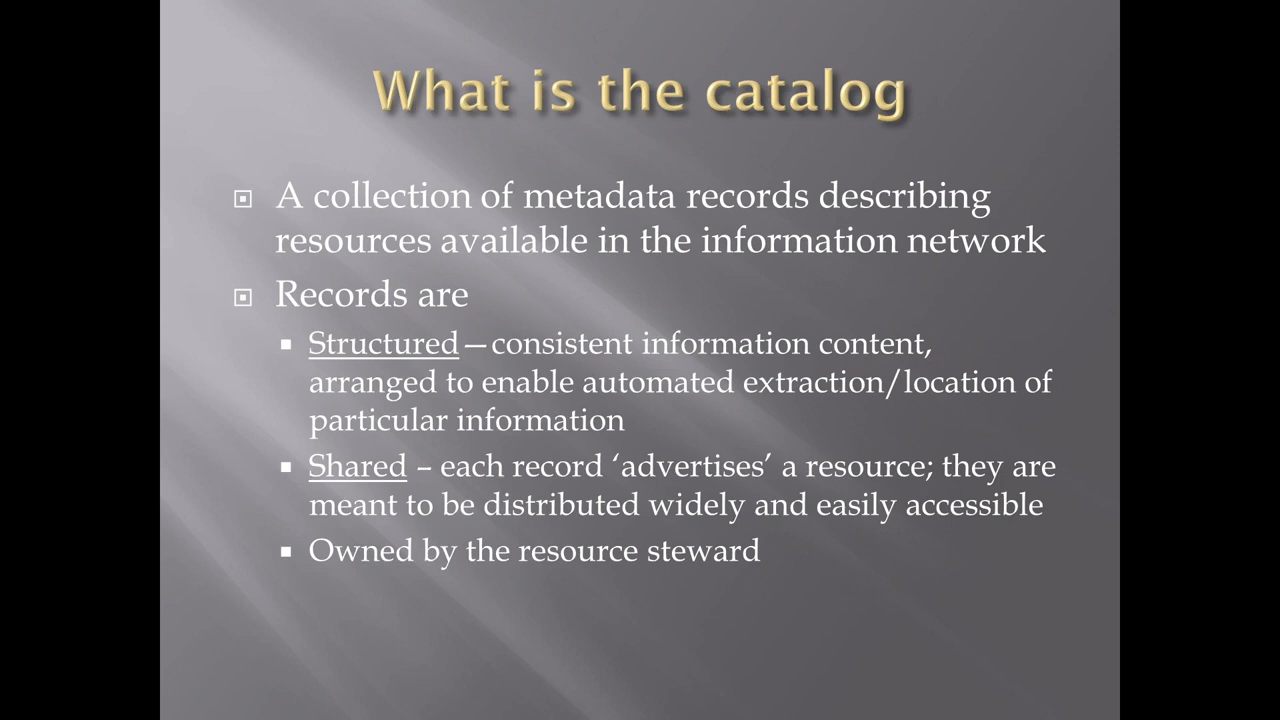 What is the catalog
A collection of metadata records describing
resources available in the information network
Records are
Structured—consistent information content,
arranged to enable automated extraction/location of
particular information
Shared – each record ‘advertises’ a resource; they are
meant to be distributed widely and easily accessible
Owned by the resource steward